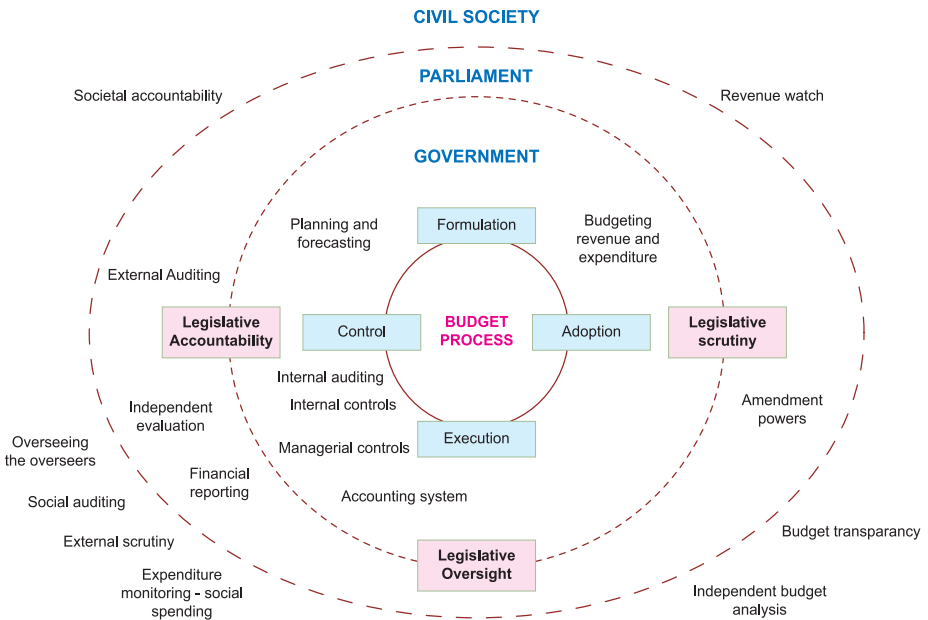 CIVIL SOCIETY
PARLIAMENT
Societal accountability
Revenue watch
GOVERNMENT
Planning and
forecasting
Formulation
Budgeting
revenue and
expenditure
External Auditing
Legislative
Accountability
Control
BUDGET
PROCESS
Adoption
Legislative
scrutiny
Internal auditing
Internal controls
Independent
evaluation
Amendment
powers
Managerial controls
Execution
Overseeing
the overseers
Financial
reporting
Accounting system
Social auditing
External scrutiny
Budget transparancy
Legislative
Oversight
Expenditure
monitoring - social
spending
Independent budget
analysis